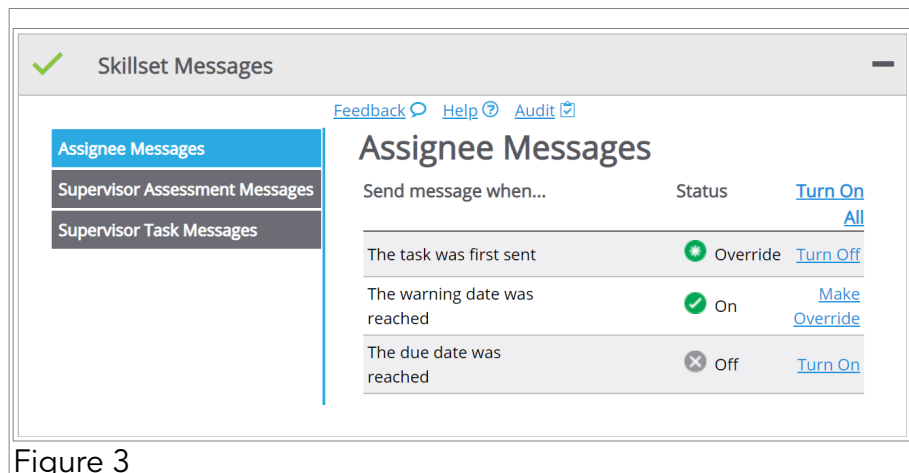 Skillset Messages
Feedback Help Audit
Assignee Messages
Supervisor Assessment Messages
Supervisor Task Messages
Assignee Messages
Send message when... Status Turn On
All
The task was first sent Override Turn Off
The warning date was
reached On Make
Override
The due date was
reached Off Turn On
Figure 3